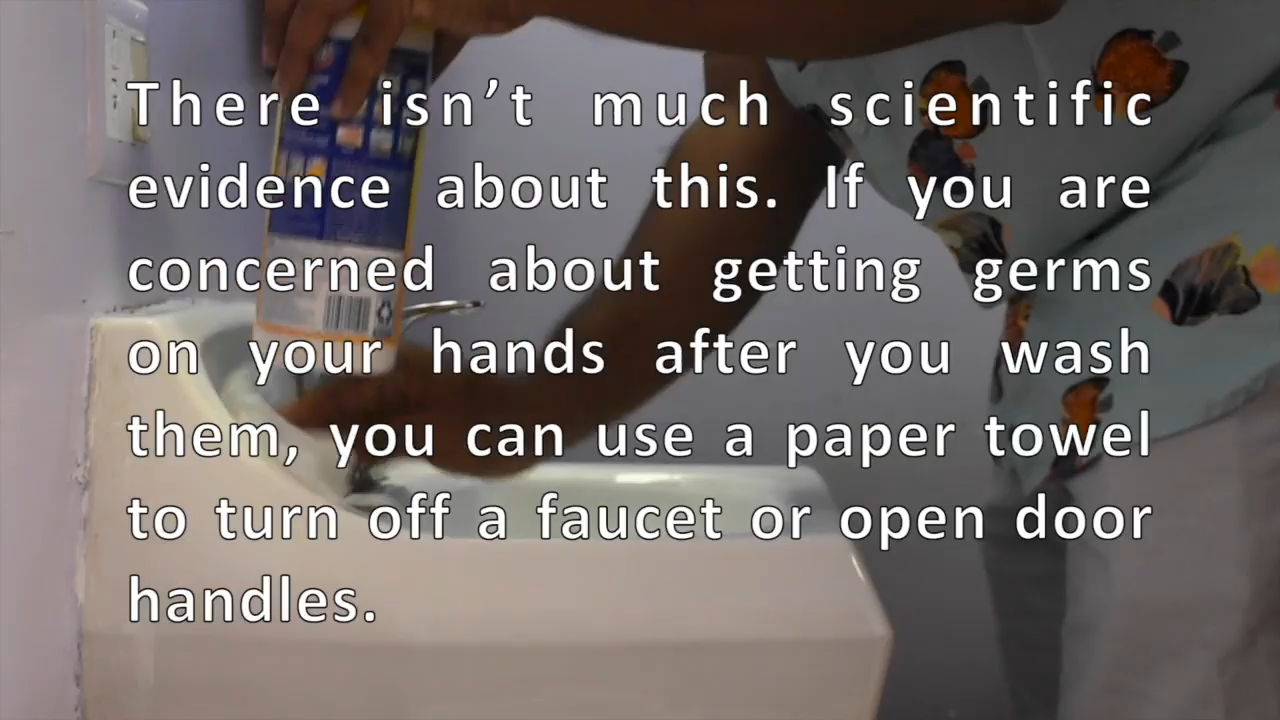 There isn’t much scientific
evidence about this. If you are
concerned about getting germs
on your hands after you wash
them, you can use a paper towel
to turn off a faucet or open door
handles.